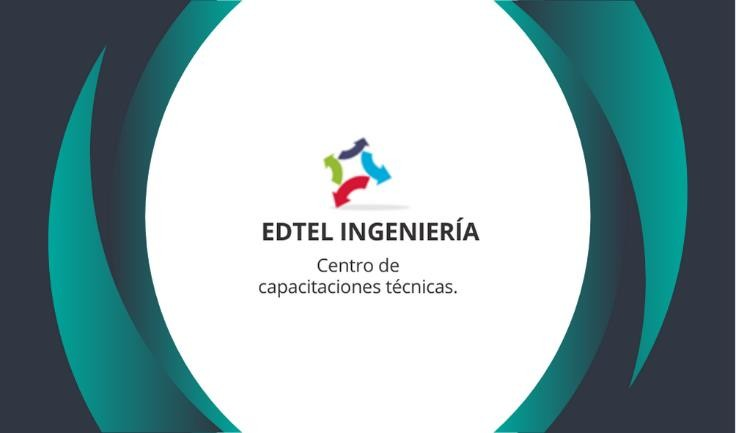 EDTEL INGENIERÍA
Centro de
capacitaciones técnicas.